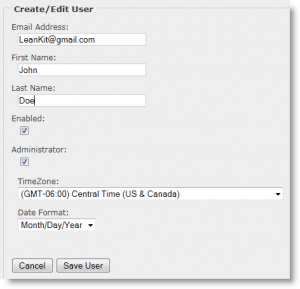 Create/Edit User
Email Address:
LeanKit@gmail.com
First Name:
John
Last Name:
Doe
Enabled:
Administrator:
TimeZone:
(GMT-06:00) Central Time (US & Canada)
Date Format:
Month/Day/Year
Cancel Save User